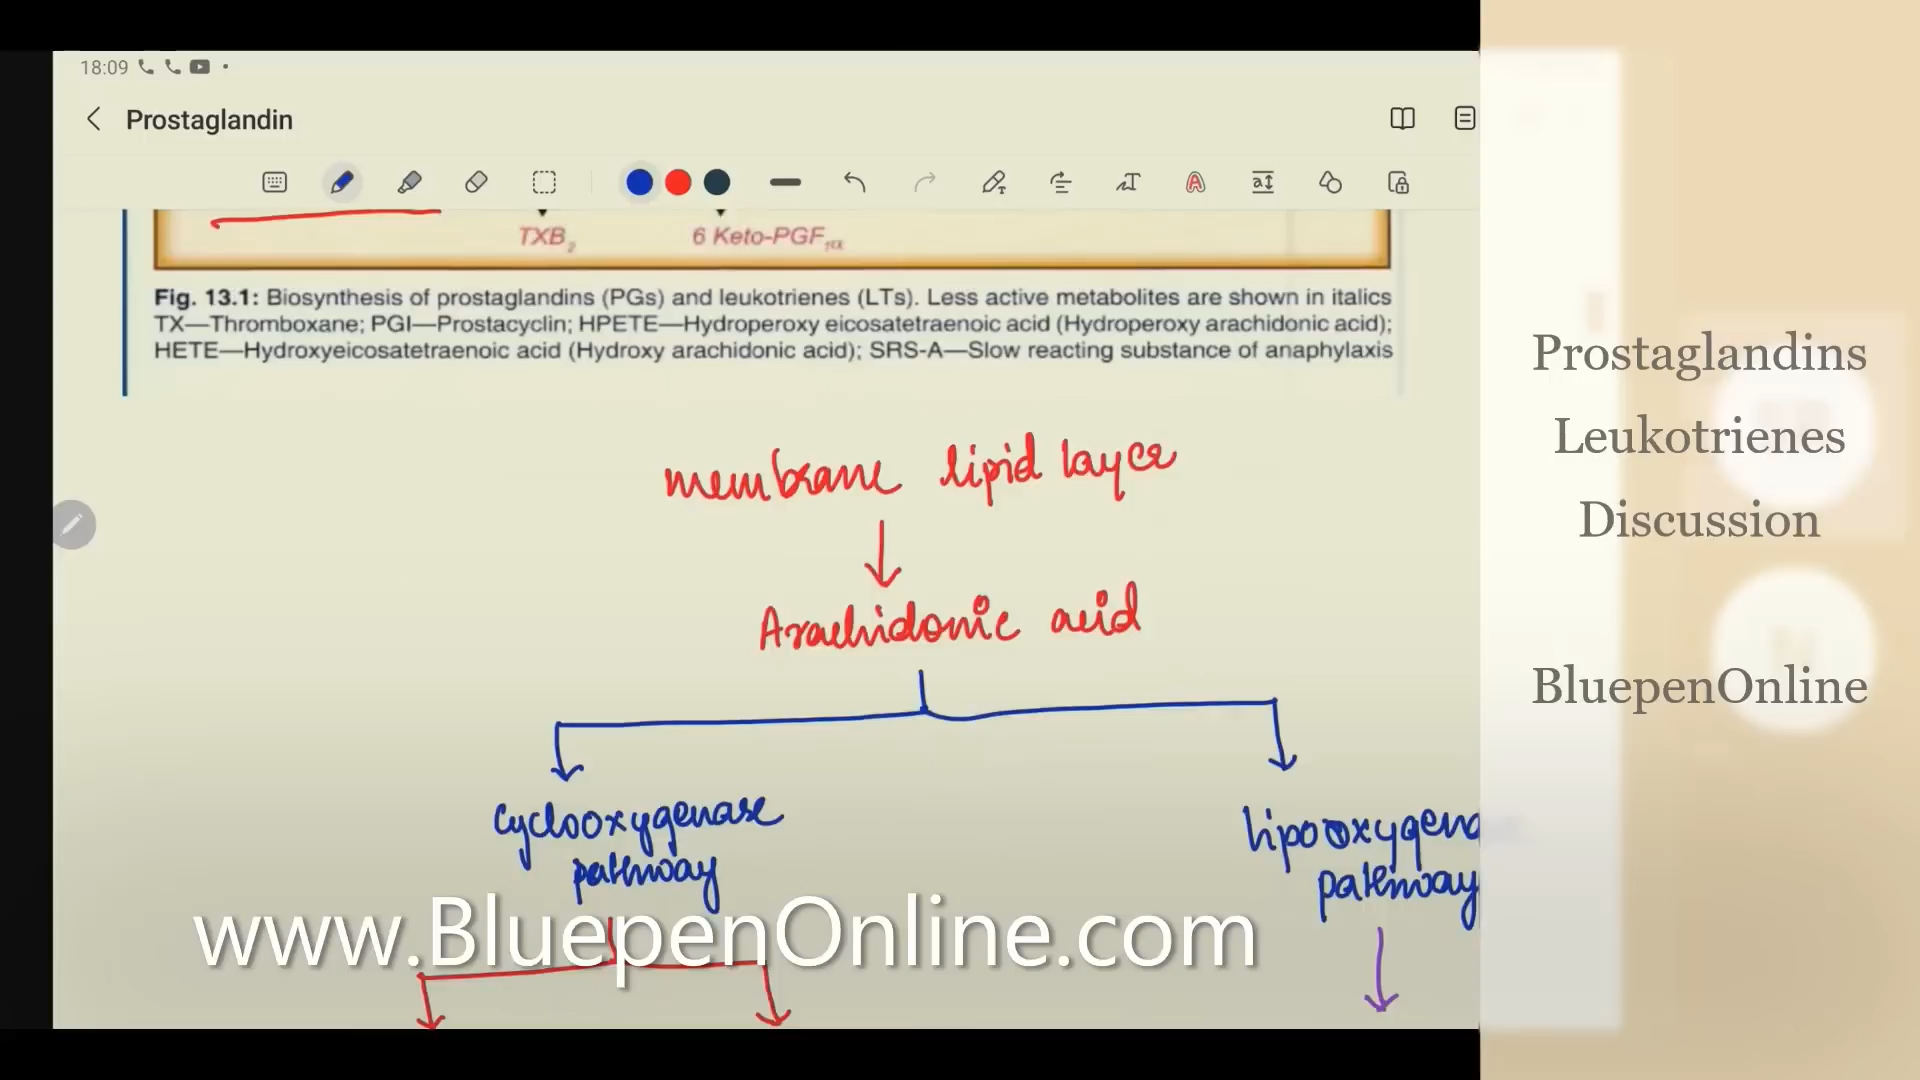 18:09
Prostaglandin
TXB2
6 Keto-PGF1α
Fig. 13.1: Biosynthesis of prostaglandins (PGs) and leukotrienes (LTs). Less active metabolites are shown in italics
TX—Thromboxane; PGI—Prostacyclin; HPETE—Hydroperoxy eicosatetraenoic acid (Hydroperoxy arachidonic acid);
HETE—Hydroxyeicosatetraenoic acid (Hydroxy arachidonic acid); SRS-A—Slow reacting substance of anaphylaxis
membrane lipid layer
Arachidonic acid
cyclooxygenase
pathway
pathway
www.BluepenOnline.com
Prostaglandins
Leukotrienes
Discussion
BluepenOnline